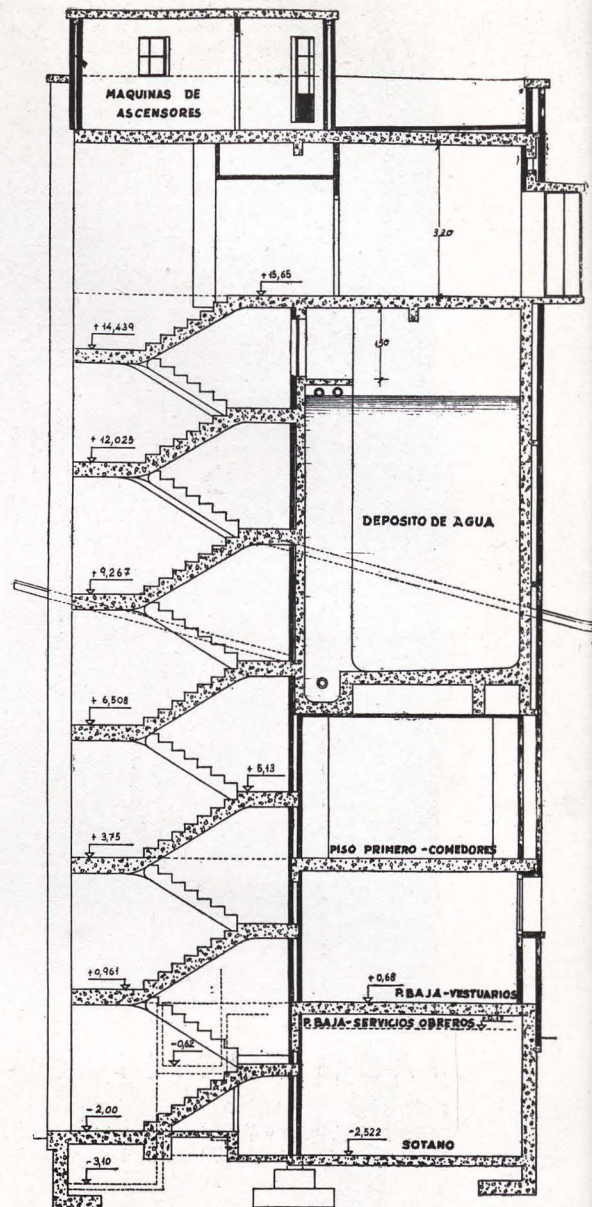 MAQUINAS DE
ASCENSORES
3,20
+15,65
+14,439
1,50
+12,025
DEPOSITO DE AGUA
+9,267
+6,508
+5,13
+3,75
PISO PRIMERO-COMEDORES
+0,961
+0,68
P.BAJA-VESTUARIOS
P.BAJA-SERVICIOS OBREROS
-0,62
-2,00
-2,522
SOTANO
-3,10